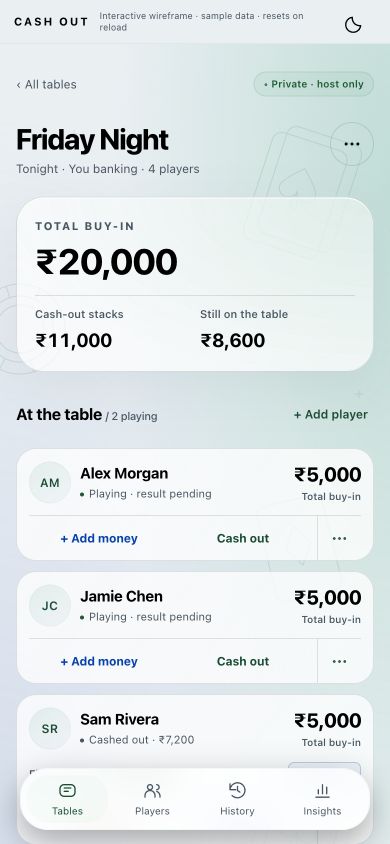 CASH OUT
Interactive wireframe · sample data · resets on
reload
‹ All tables
• Private · host only
Friday Night
Tonight · You banking · 4 players
TOTAL BUY-IN
₹20,000
Cash-out stacks
Still on the table
₹11,000
₹8,600
At the table / 2 playing
+ Add player
AM
Alex Morgan
• Playing · result pending
₹5,000
Total buy-in
+ Add money
Cash out
JC
Jamie Chen
• Playing · result pending
₹5,000
Total buy-in
+ Add money
Cash out
SR
Sam Rivera
• Cashed out · ₹7,200
₹5,000
Total buy-in
Tables
Players
History
Insights